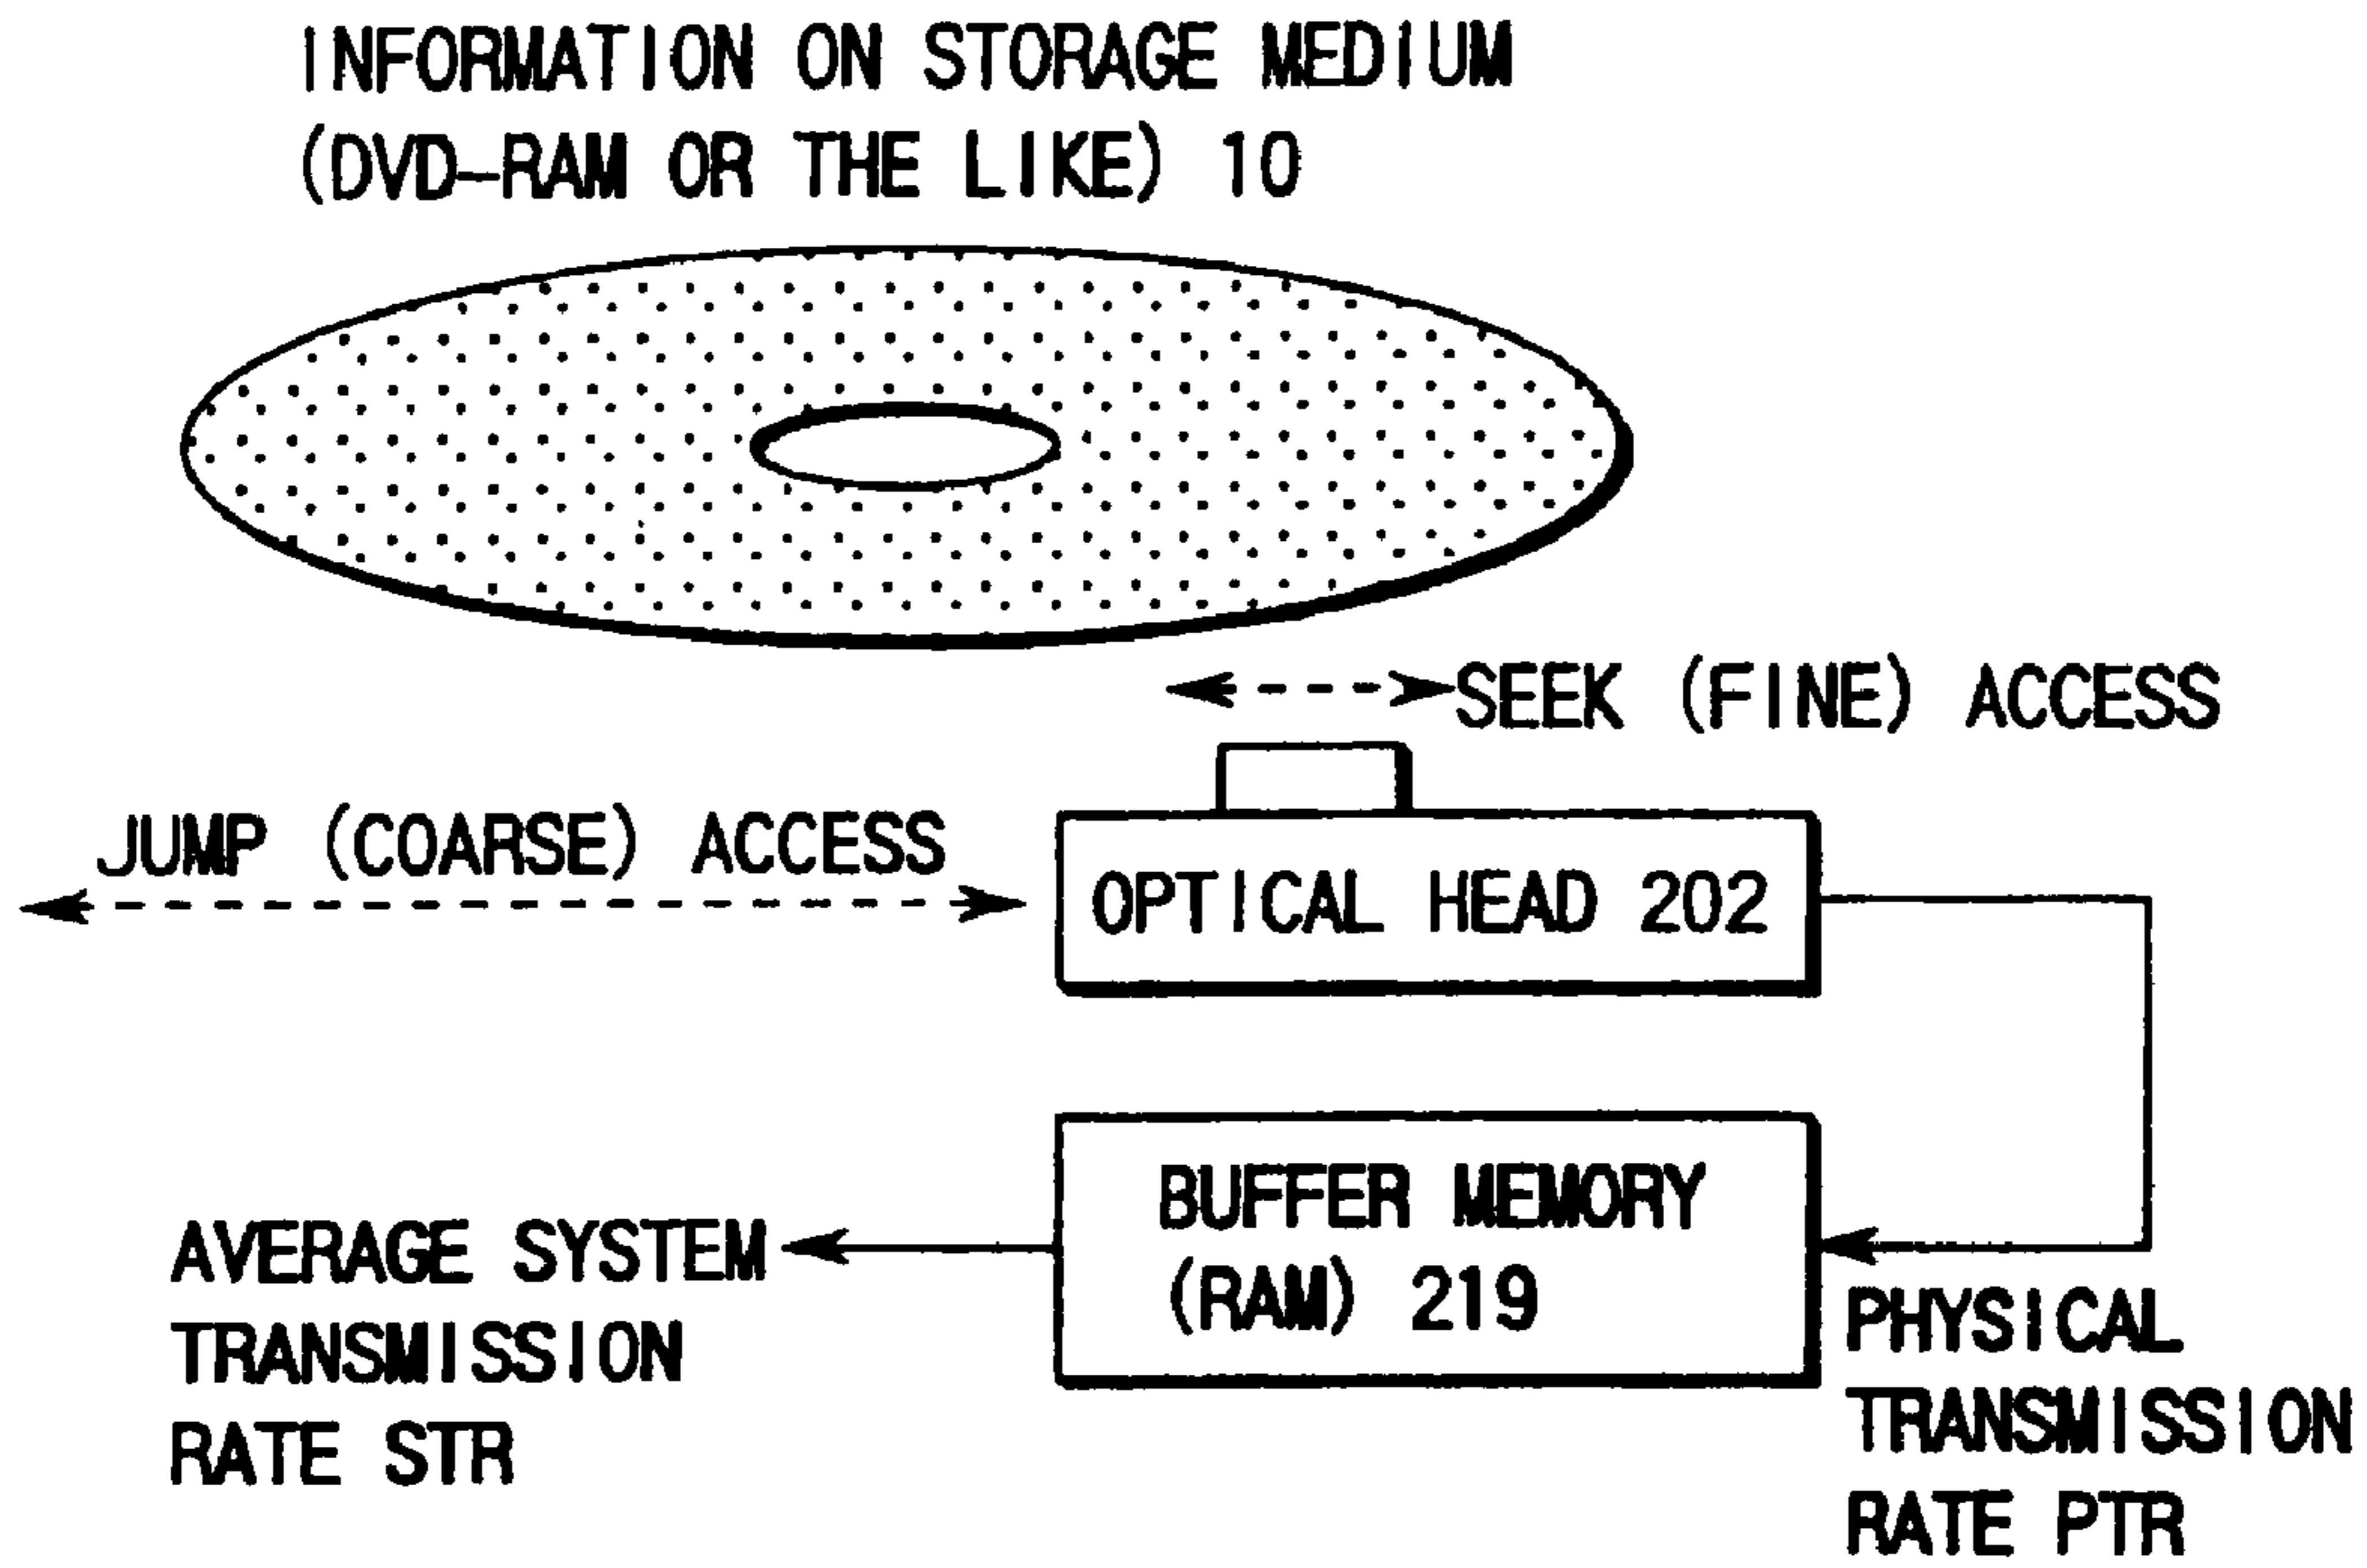 INFORMATION ON STORAGE MEDIUM
(DVD-RAM OR THE LIKE) 10
SEEK (FINE) ACCESS
JUMP (COARSE) ACCESS
OPTICAL HEAD 202
BUFFER MEMORY
(RAM) 219
AVERAGE SYSTEM
TRANSMISSION
RATE STR
PHYSICAL
TRANSMISSION
RATE PTR